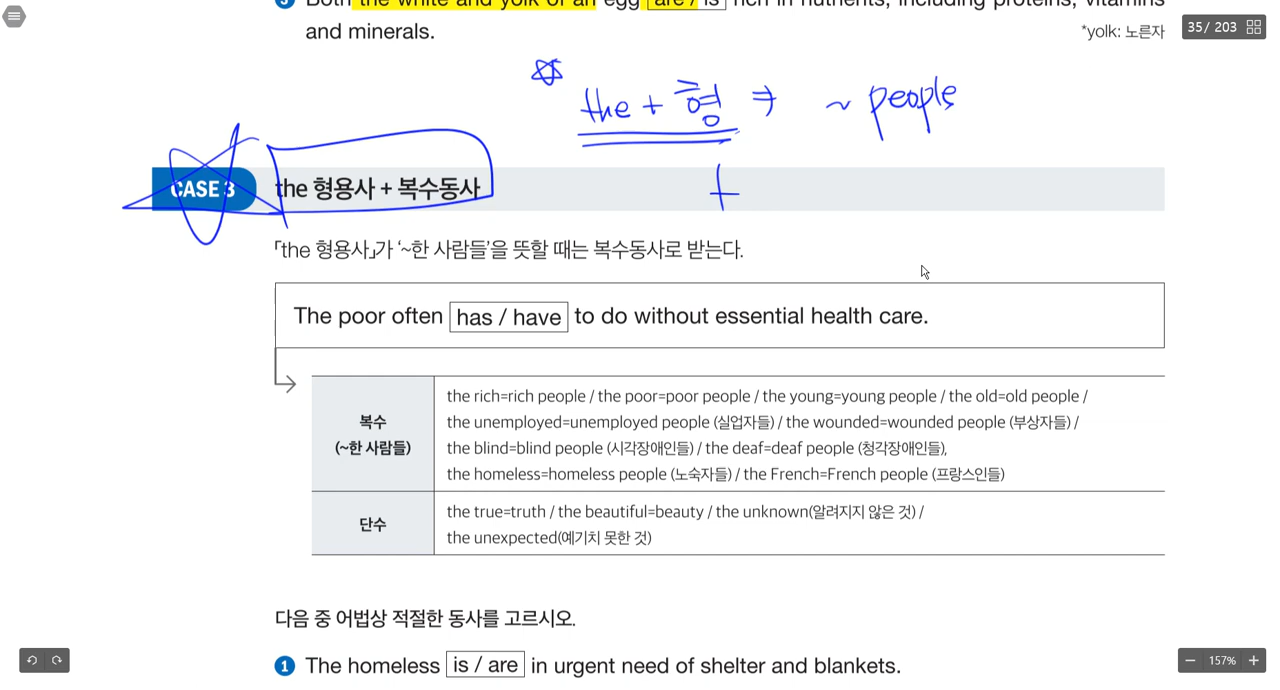 3 Both the white and yolk of an egg are / is rich in nutrients, including proteins, vitamins
and minerals.
*yolk: 노른자
35 / 203
the + 형 ⇒ ~ people
CASE 3 the 형용사 + 복수동사
+
「the 형용사」가 ‘~한 사람들’을 뜻할 때는 복수동사로 받는다.
The poor often has / have to do without essential health care.
복수
(~한 사람들)
the rich=rich people / the poor=poor people / the young=young people / the old=old people /
the unemployed=unemployed people (실업자들) / the wounded=wounded people (부상자들) /
the blind=blind people (시각장애인들) / the deaf=deaf people (청각장애인들),
the homeless=homeless people (노숙자들) / the French=French people (프랑스인들)
단수
the true=truth / the beautiful=beauty / the unknown(알려지지 않은 것) /
the unexpected(예기치 못한 것)
다음 중 어법상 적절한 동사를 고르시오.
1 The homeless is / are in urgent need of shelter and blankets.
157%